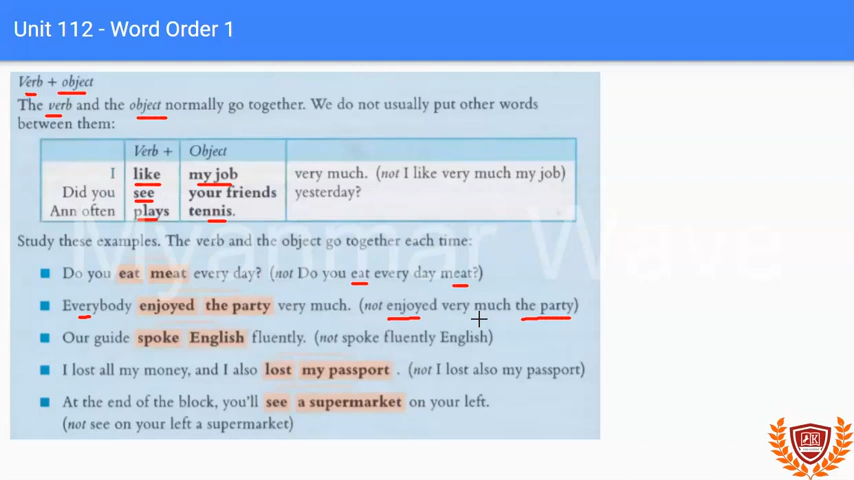 Unit 112 - Word Order 1
Verb + object
The verb and the object normally go together. We do not usually put other words
between them:
Verb + Object
I like my job very much. (not I like very much my job)
Did you see your friends yesterday?
Ann often plays tennis.
Study these examples. The verb and the object go together each time:
Do you eat meat every day? (not Do you eat every day meat?)
Everybody enjoyed the party very much. (not enjoyed very much the party)
Our guide spoke English fluently. (not spoke fluently English)
I lost all my money, and I also lost my passport . (not I lost also my passport)
At the end of the block, you'll see a supermarket on your left.
(not see on your left a supermarket)
Myanmar Wave